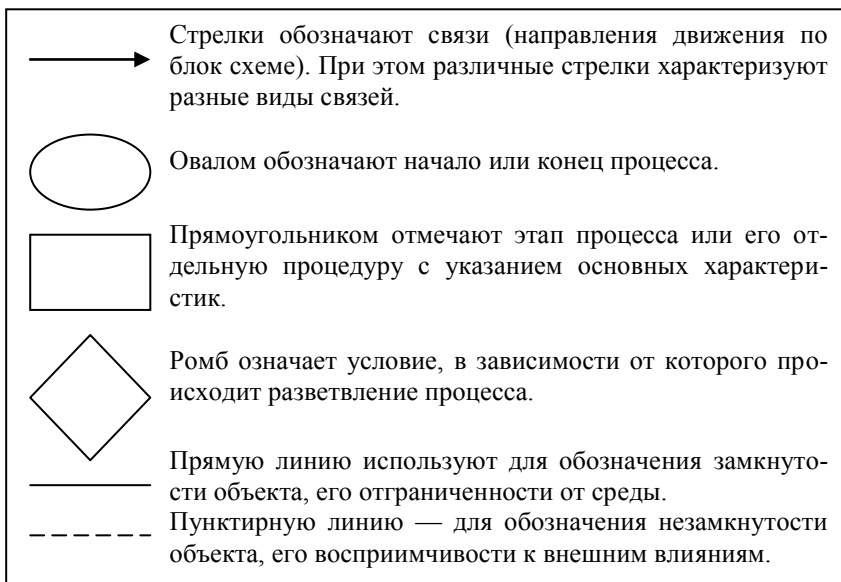 Стрелки обозначают связи (направления движения по
блок схеме). При этом различные стрелки характеризуют
разные виды связей.
Овалом обозначают начало или конец процесса.
Прямоугольником отмечают этап процесса или его от-
дельную процедуру с указанием основных характери-
стик.
Ромб означает условие, в зависимости от которого про-
исходит разветвление процесса.
Прямую линию используют для обозначения замкнуто-
сти объекта, его отграниченности от среды.
Пунктирную линию — для обозначения незамкнутости
объекта, его восприимчивости к внешним влияниям.